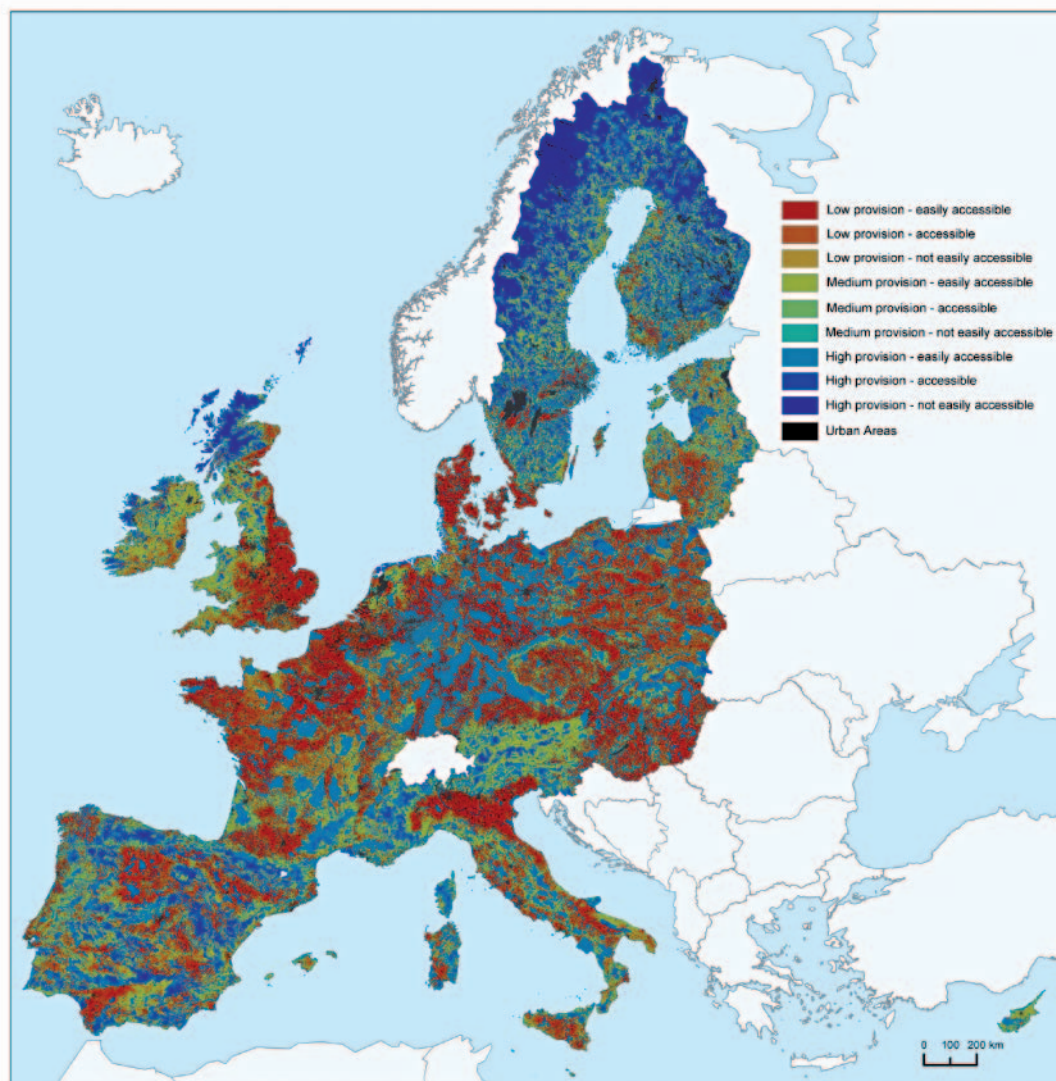 Low provision - easily accessible
Low provision - accessible
Low provision - not easily accessible
Medium provision - easily accessible
Medium provision - accessible
Medium provision - not easily accessible
High provision - easily accessible
High provision - accessible
High provision - not easily accessible
Urban Areas
0 100 200 km